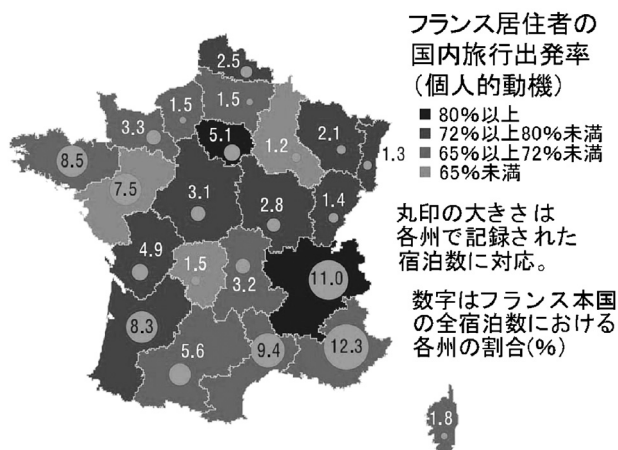 フランス居住者の
国内旅行出発率
(個人的動機)
80%以上
72%以上80%未満
65%以上72%未満
65%未満
丸印の大きさは
各州で記録された
宿泊数に対応。
数字はフランス本国
の全宿泊数における
各州の割合(%)
2.5
1.5
1.5
3.3
5.1
2.1
1.3
8.5
1.2
7.5
3.1
2.8
1.4
4.9
1.5
3.2
11.0
8.3
5.6
9.4
12.3
1.8